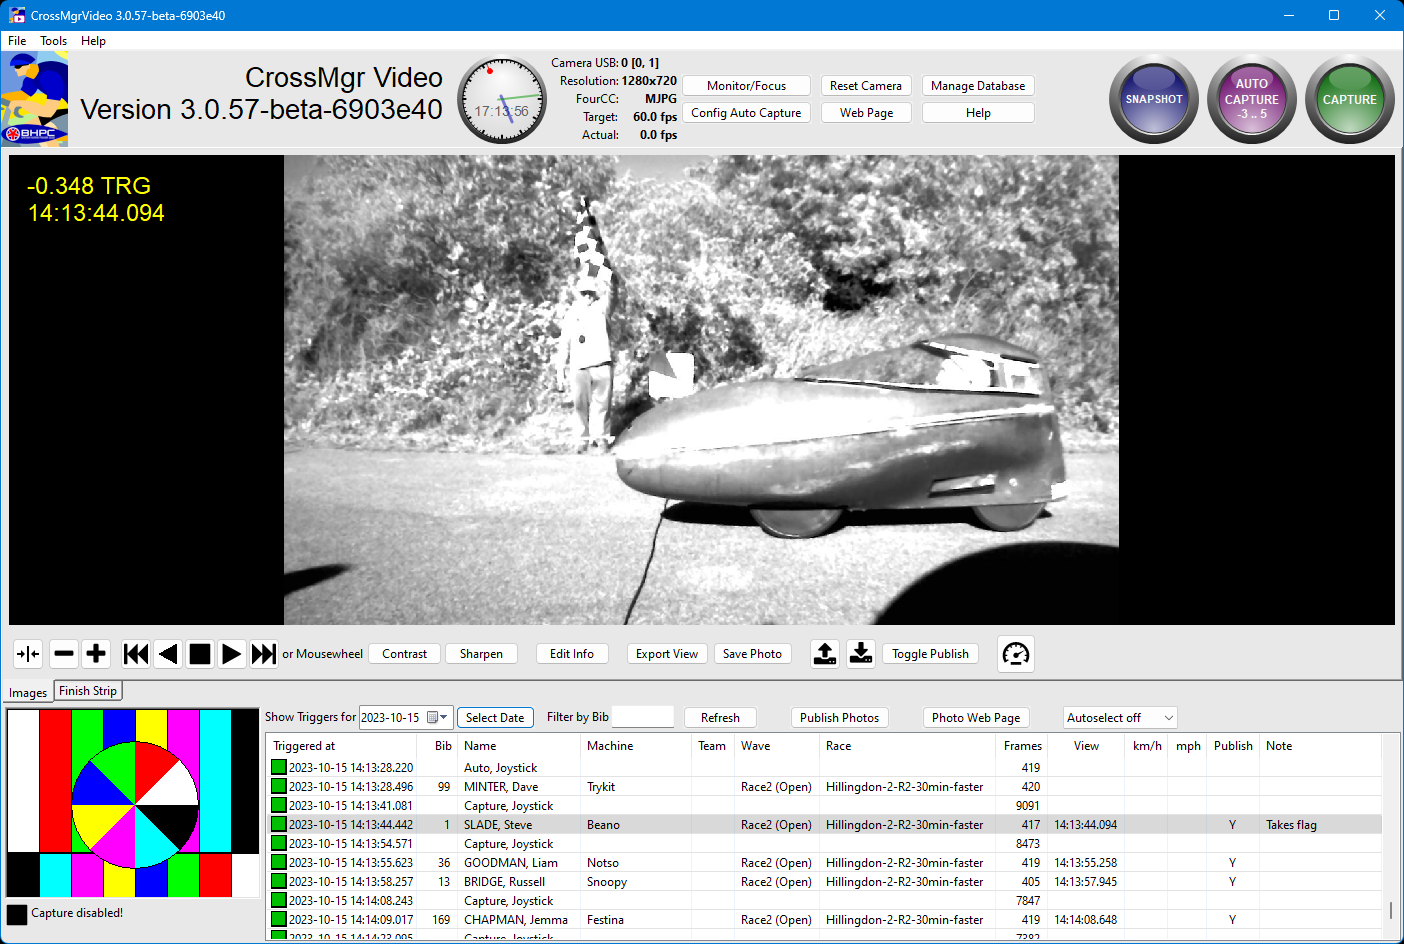 CrossMgrVideo 3.0.57-beta-6903e40
File Tools Help
BHPC
CrossMgr Video
Version 3.0.57-beta-6903e40
17:13:56
Camera USB: 0 [0, 1]
Resolution: 1280x720
FourCC: MJPG
Target: 60.0 fps
Actual: 0.0 fps
Monitor/Focus Reset Camera Manage Database
Config Auto Capture Web Page Help
SNAPSHOT
AUTO
CAPTURE
-3 .. 5
CAPTURE
-0.348 TRG
14:13:44.094
or Mousewheel Contrast Sharpen Edit Info Export View Save Photo Toggle Publish
Images Finish Strip
Show Triggers for 2023-10-15 Select Date Filter by Bib Refresh Publish Photos Photo Web Page Autoselect off
Triggered at Bib Name Machine Team Wave Race Frames View km/h mph Publish Note
2023-10-15 14:13:28.220 Auto, Joystick 419
2023-10-15 14:13:28.496 99 MINTER, Dave Trykit Race2 (Open) Hillingdon-2-R2-30min-faster 420
2023-10-15 14:13:41.081 Capture, Joystick 9091
2023-10-15 14:13:44.442 1 SLADE, Steve Beano Race2 (Open) Hillingdon-2-R2-30min-faster 417 14:13:44.094 Y Takes flag
2023-10-15 14:13:54.571 Capture, Joystick 8473
2023-10-15 14:13:55.623 36 GOODMAN, Liam Notso Race2 (Open) Hillingdon-2-R2-30min-faster 419 14:13:55.258 Y
2023-10-15 14:13:58.257 13 BRIDGE, Russell Snoopy Race2 (Open) Hillingdon-2-R2-30min-faster 405 14:13:57.945 Y
2023-10-15 14:14:08.243 Capture, Joystick 7847
2023-10-15 14:14:09.017 169 CHAPMAN, Jemma Festina Race2 (Open) Hillingdon-2-R2-30min-faster 419 14:14:08.648 Y
2023-10-15 14:14:23.095 Capture, Joystick 7382
Capture disabled!